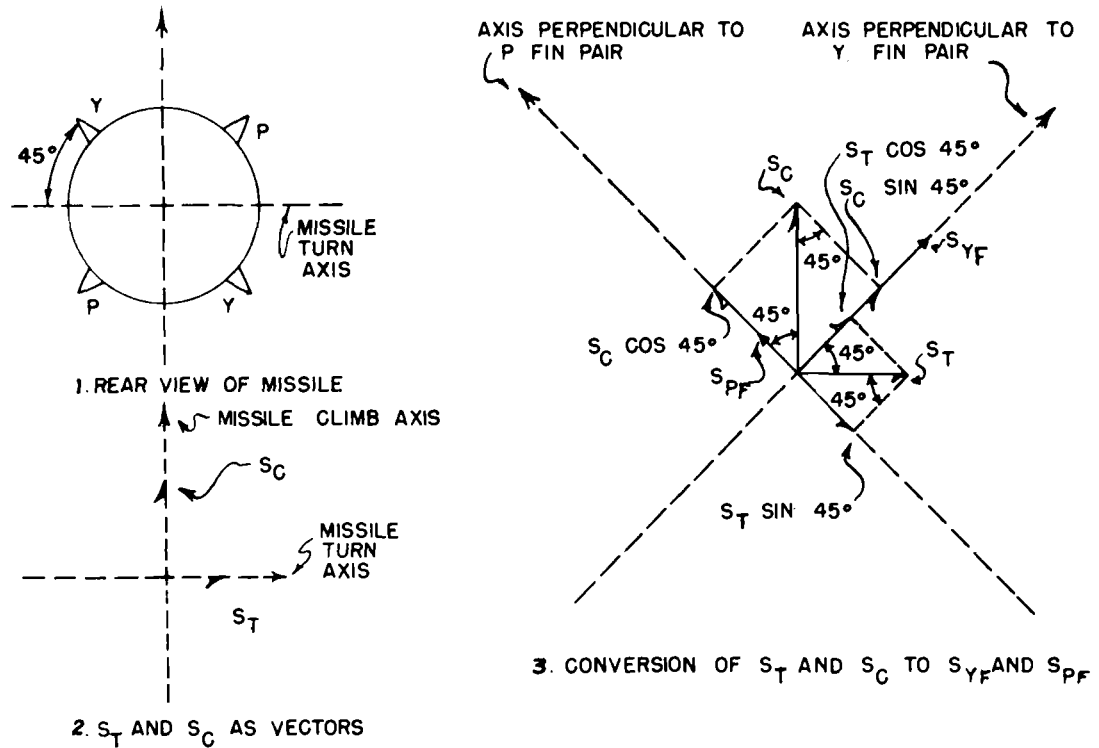 Y
P
45°
MISSILE
TURN
AXIS
P
Y
1. REAR VIEW OF MISSILE
MISSILE CLIMB AXIS
S_C
MISSILE
TURN
AXIS
S_T
2. S_T AND S_C AS VECTORS
AXIS PERPENDICULAR TO
P FIN PAIR
AXIS PERPENDICULAR TO
Y FIN PAIR
S_T COS 45°
S_C SIN 45°
S_C
S_YF
45°
45°
S_C COS 45°
S_PF
45°
S_T
45°
S_T SIN 45°
3. CONVERSION OF S_T AND S_C TO S_YF AND S_PF